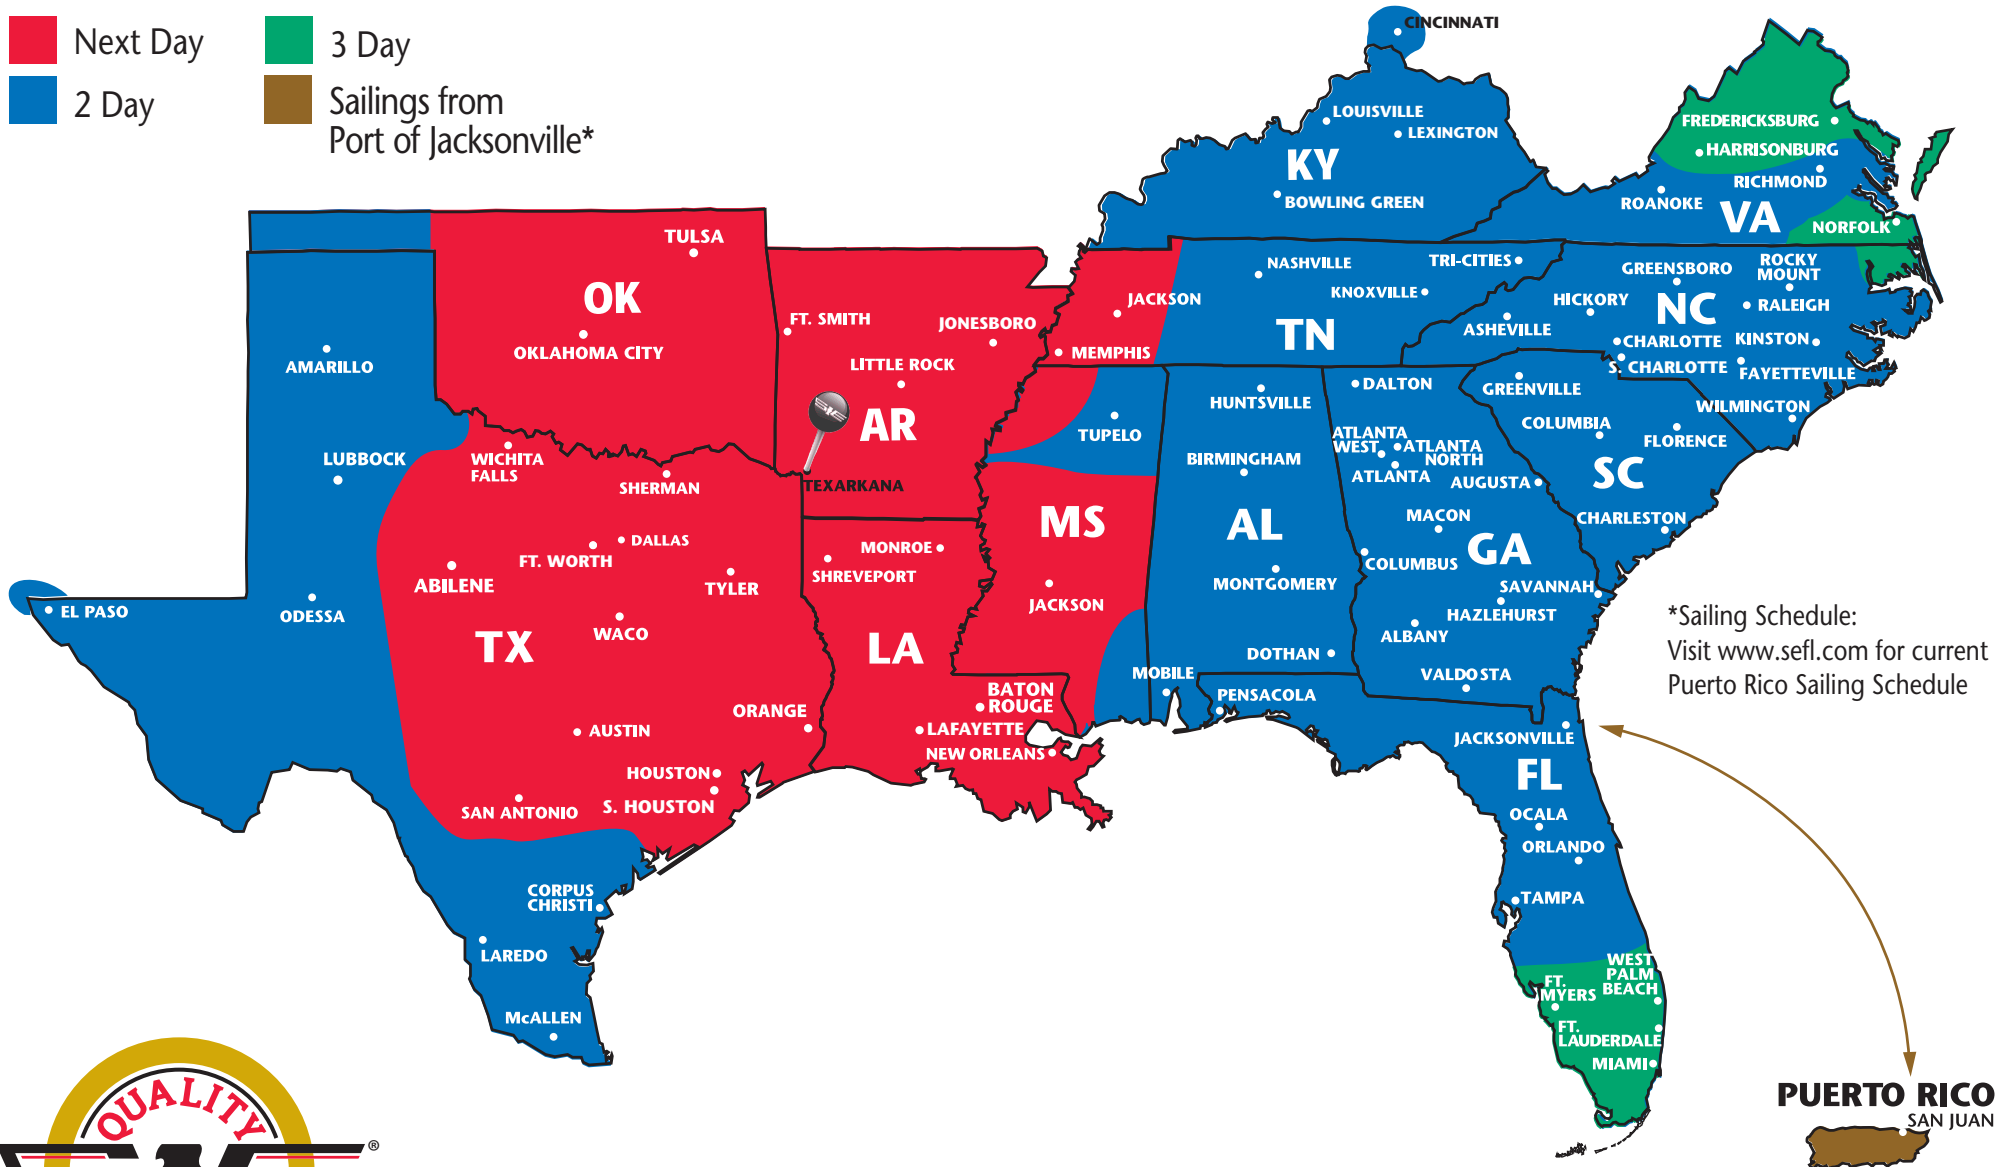 Next Day
3 Day
2 Day
Sailings from
Port of Jacksonville*
CINCINNATI
LOUISVILLE
LEXINGTON
KY
BOWLING GREEN
FREDERICKSBURG
HARRISONBURG
RICHMOND
ROANOKE
VA
NORFOLK
TULSA
OK
OKLAHOMA CITY
FT. SMITH
JONESBORO
LITTLE ROCK
AR
TEXARKANA
JACKSON
MEMPHIS
NASHVILLE
TRI-CITIES
KNOXVILLE
TN
GREENSBORO
ROCKY
MOUNT
HICKORY
NC
RALEIGH
ASHEVILLE
CHARLOTTE
KINSTON
S. CHARLOTTE
FAYETTEVILLE
WILMINGTON
AMARILLO
LUBBOCK
WICHITA
FALLS
SHERMAN
DALLAS
FT. WORTH
ABILENE
TYLER
EL PASO
ODESSA
WACO
TX
AUSTIN
ORANGE
HOUSTON
S. HOUSTON
SAN ANTONIO
CORPUS
CHRISTI
LAREDO
McALLEN
MONROE
SHREVEPORT
LA
BATON
ROUGE
LAFAYETTE
NEW ORLEANS
TUPELO
MS
JACKSON
HUNTSVILLE
BIRMINGHAM
AL
MONTGOMERY
DOTHAN
MOBILE
DALTON
ATLANTA
WEST
ATLANTA
NORTH
ATLANTA
AUGUSTA
MACON
GA
COLUMBUS
SAVANNAH
HAZLEHURST
ALBANY
VALDOSTA
GREENVILLE
COLUMBIA
FLORENCE
SC
CHARLESTON
PENSACOLA
JACKSONVILLE
FL
OCALA
ORLANDO
TAMPA
WEST
PALM
BEACH
FT.
MYERS
FT.
LAUDERDALE
MIAMI
*Sailing Schedule:
Visit www.sefl.com for current
Puerto Rico Sailing Schedule
PUERTO RICO
SAN JUAN
QUALITY
®